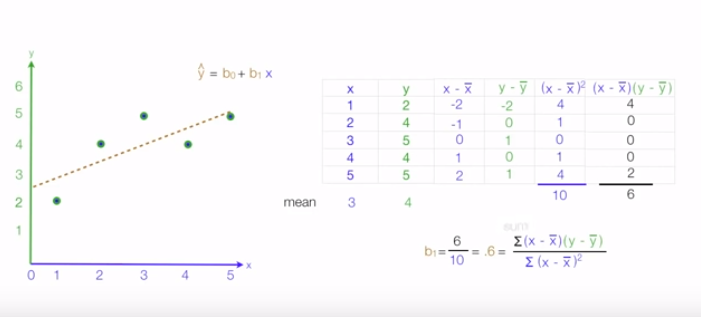 y
ŷ = b₀ + b₁ x
6
5
4
3
2
1
0 1 2 3 4 5 x
x y x - x̅ y - y̅ (x - x̅)² (x - x̅)(y - y̅)
1 2 -2 -2 4 4
2 4 -1 0 1 0
3 5 0 1 0 0
4 4 1 0 1 0
5 5 2 1 4 2
mean 3 4 10 6
sum
b₁ = 6/10 = .6 = Σ(x - x̅)(y - y̅) / Σ(x - x̅)²